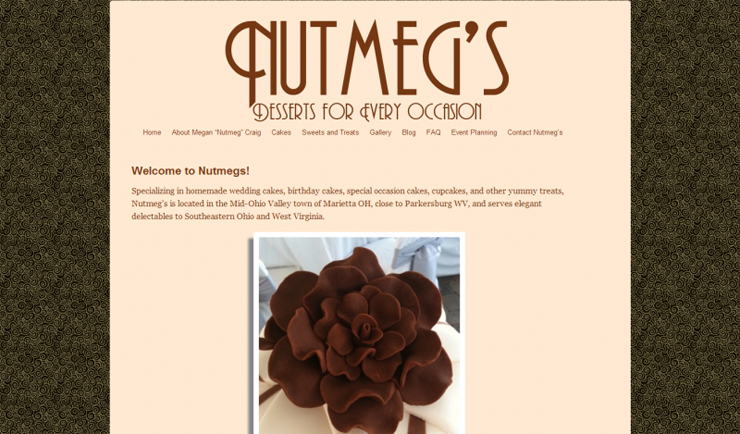 NUTMEG'S
DESSERTS FOR EVERY OCCASION
Home About Megan "Nutmeg" Craig Cakes Sweets and Treats Gallery Blog FAQ Event Planning Contact Nutmeg's
Welcome to Nutmegs!
Specializing in homemade wedding cakes, birthday cakes, special occasion cakes, cupcakes, and other yummy treats,
Nutmeg's is located in the Mid-Ohio Valley town of Marietta OH, close to Parkersburg WV, and serves elegant
delectables to Southeastern Ohio and West Virginia.